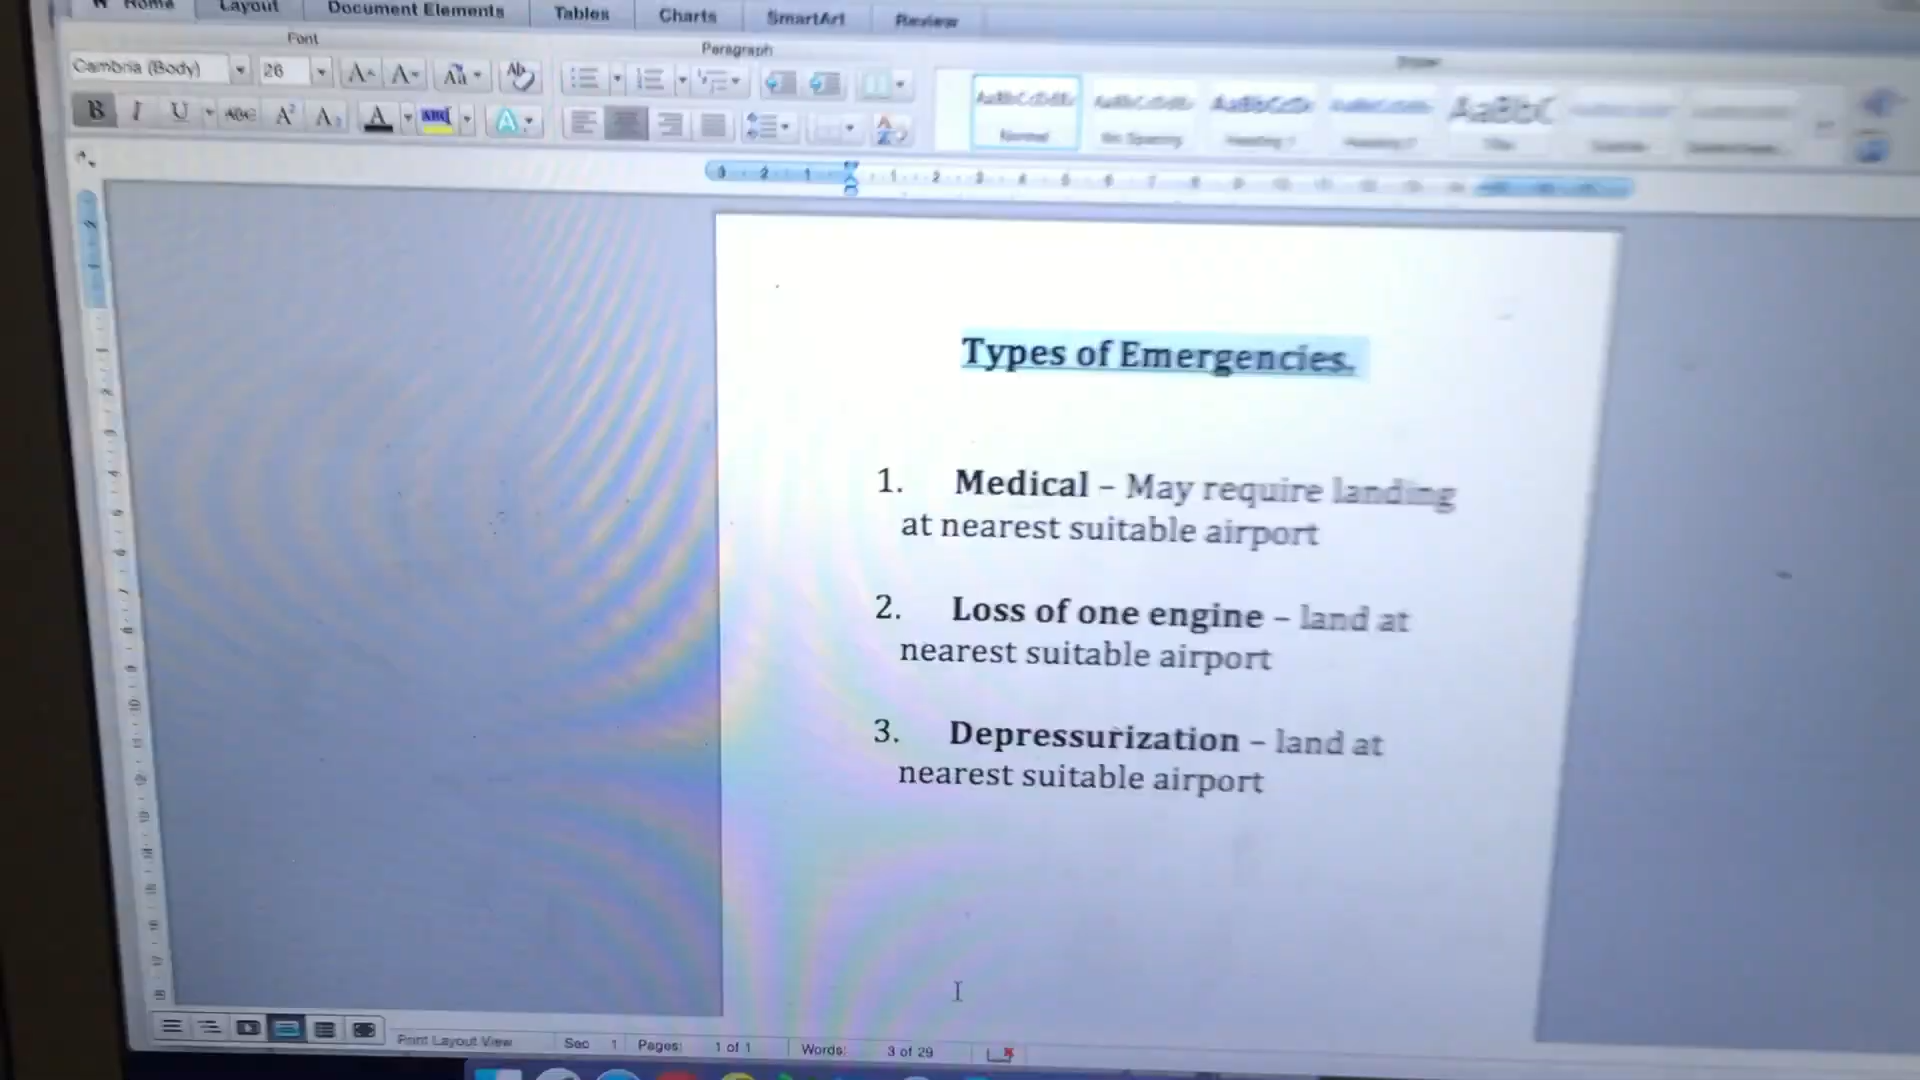 Home Layout Document Elements Tables Charts SmartArt Review
Font Paragraph
Cambria (Body) 26
Types of Emergencies.
1. Medical – May require landing
at nearest suitable airport
2. Loss of one engine – land at
nearest suitable airport
3. Depressurization – land at
nearest suitable airport
Print Layout View Sec 1 Pages: 1 of 1 Words: 3 of 29